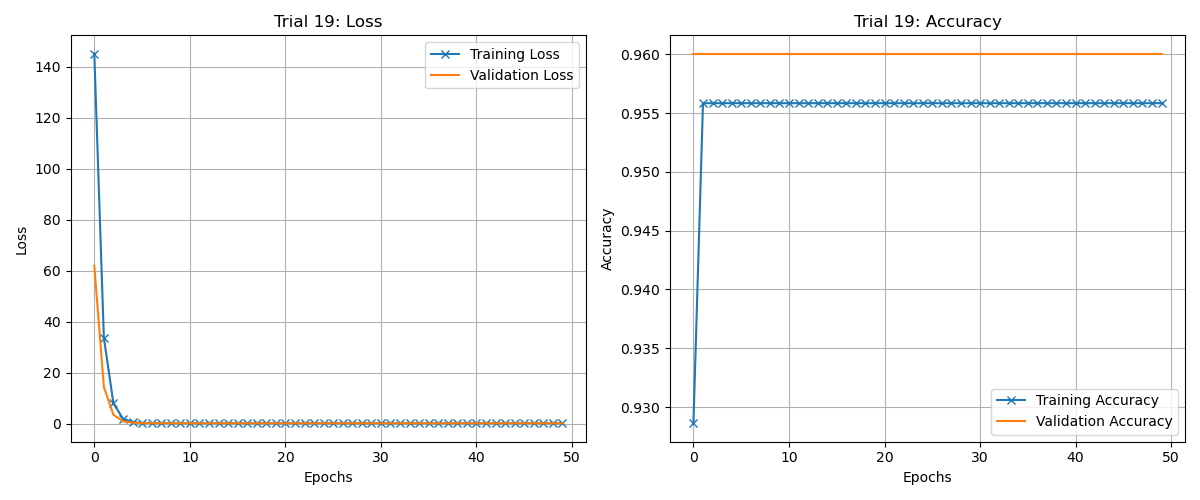 Trial 19: Loss
140
120
100
80
60
40
20
0
Loss
0 10 20 30 40 50
Epochs
Training Loss
Validation Loss
Trial 19: Accuracy
0.960
0.955
0.950
0.945
0.940
0.935
0.930
Accuracy
0 10 20 30 40 50
Epochs
Training Accuracy
Validation Accuracy